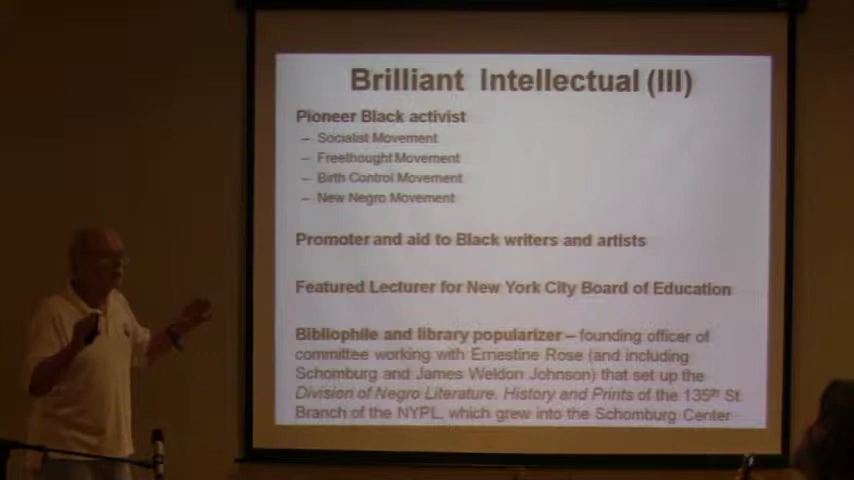 Brilliant Intellectual (III)
Pioneer Black activist
– Socialist Movement
– Freethought Movement
– Birth Control Movement
– New Negro Movement
Promoter and aid to Black writers and artists
Featured Lecturer for New York City Board of Education
Bibliophile and library popularizer – founding officer of
committee working with Ernestine Rose (and including
Schomburg and James Weldon Johnson) that set up the
Division of Negro Literature, History and Prints of the 135th St.
Branch of the NYPL, which grew into the Schomburg Center